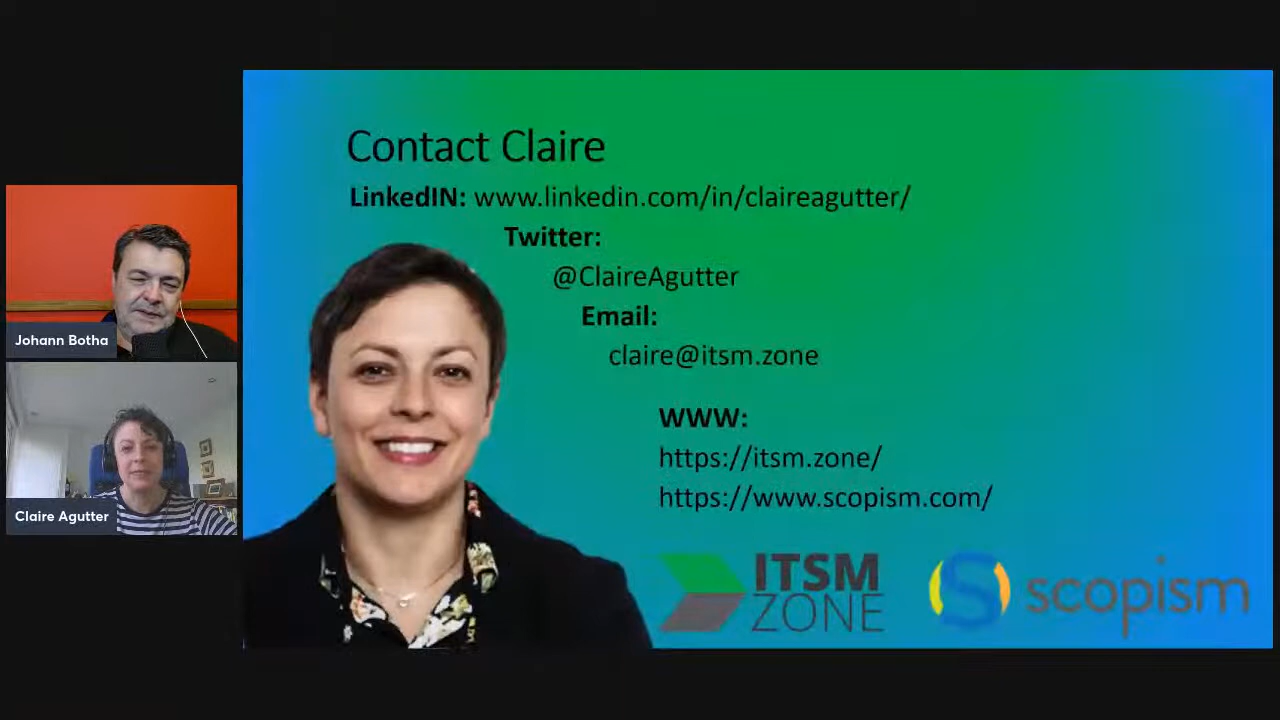 Contact Claire
LinkedIN: www.linkedin.com/in/claireagutter/
Twitter:
@ClaireAgutter
Email:
claire@itsm.zone
WWW:
https://itsm.zone/
https://www.scopism.com/
ITSM
ZONE
S scopism
Johann Botha
Claire Agutter